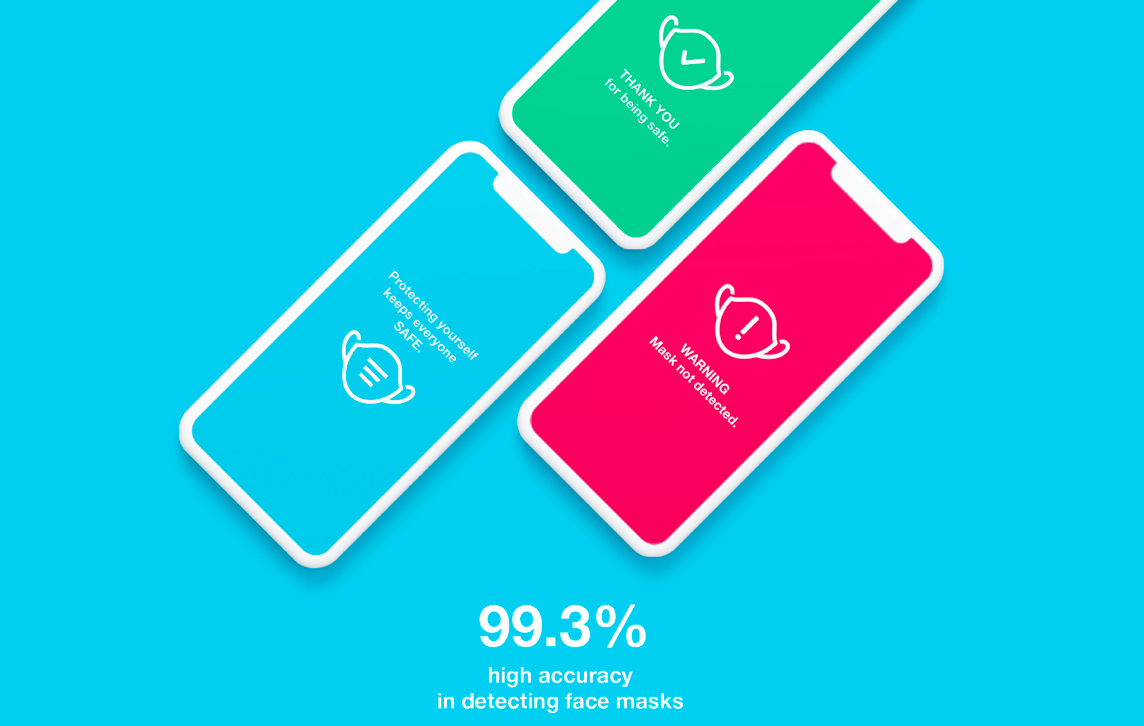 THANK YOU
for being safe.
Protecting yourself
keeps everyone
SAFE.
WARNING
Mask not detected.
99.3%
high accuracy
in detecting face masks